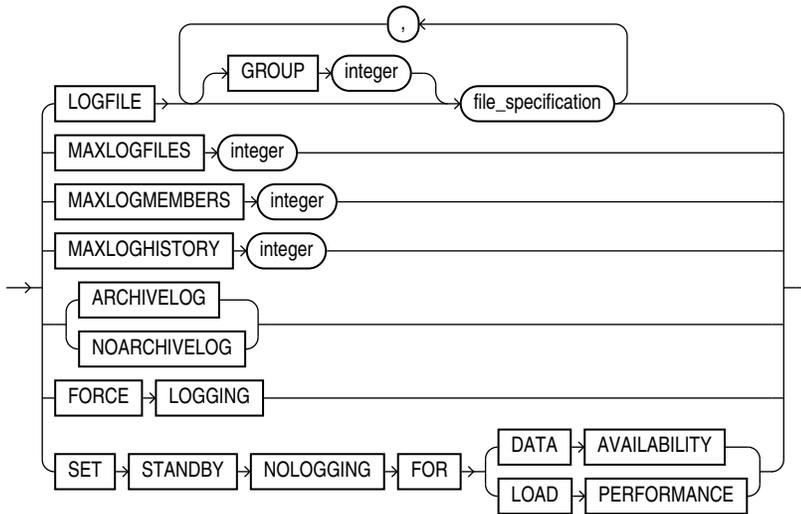 ,
GROUP integer
LOGFILE file_specification
MAXLOGFILES integer
MAXLOGMEMBERS integer
MAXLOGHISTORY integer
ARCHIVELOG
NOARCHIVELOG
FORCE LOGGING
DATA AVAILABILITY
SET STANDBY NOLOGGING FOR
LOAD PERFORMANCE